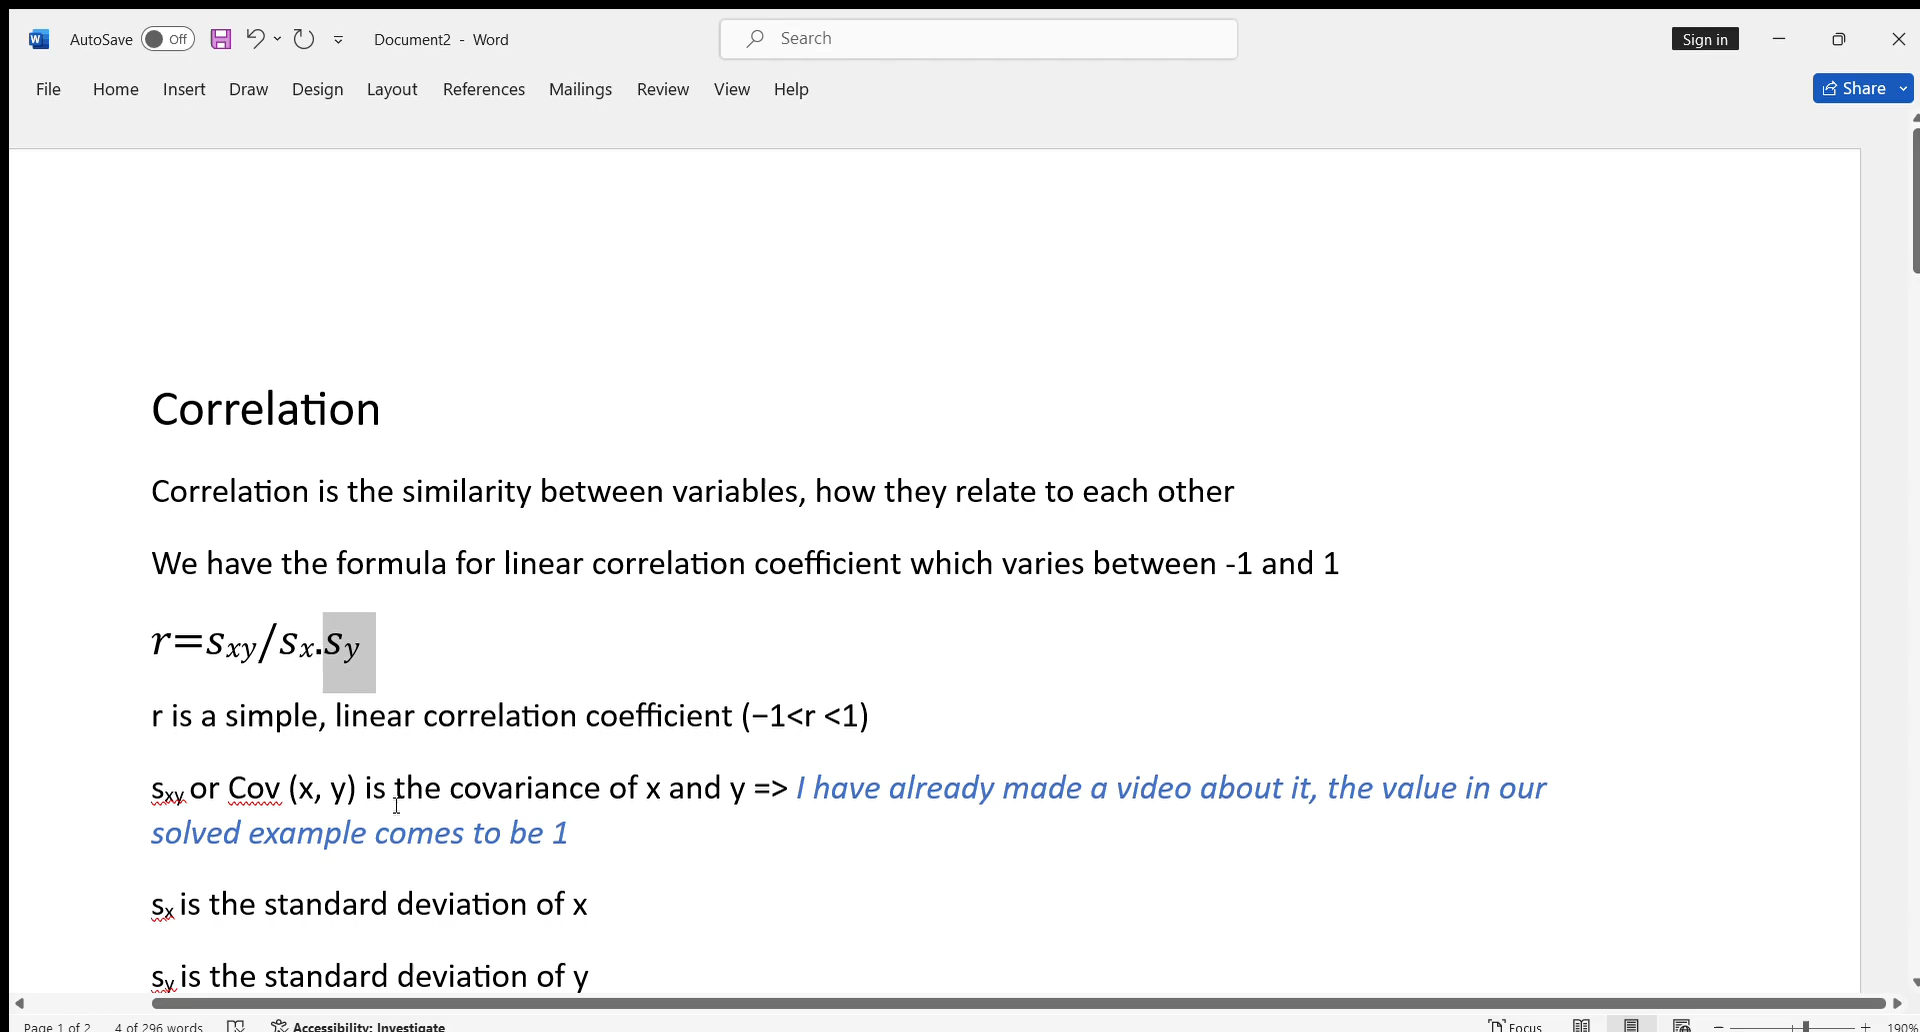 AutoSave Off Document2 - Word Search Sign in
File Home Insert Draw Design Layout References Mailings Review View Help Share
Correlation
Correlation is the similarity between variables, how they relate to each other
We have the formula for linear correlation coefficient which varies between -1 and 1
r=sxy/sx.sy
r is a simple, linear correlation coefficient (−1<r <1)
sxy or Cov (x, y) is the covariance of x and y => I have already made a video about it, the value in our
solved example comes to be 1
sx is the standard deviation of x
sy is the standard deviation of y
Page 1 of 2 4 of 296 words Accessibility: Investigate Focus 190%